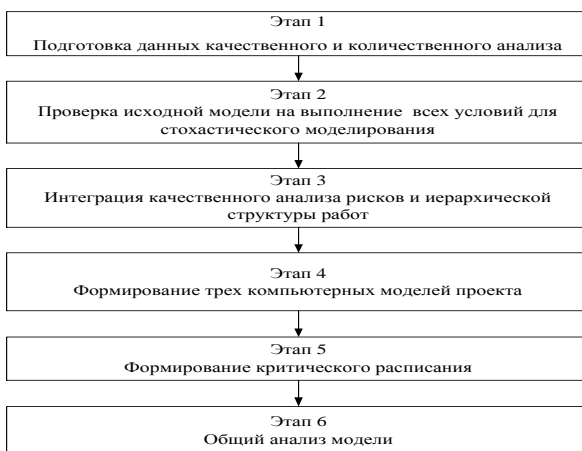 Этап 1
Подготовка данных качественного и количественного анализа
Этап 2
Проверка исходной модели на выполнение всех условий для
стохастического моделирования
Этап 3
Интеграция качественного анализа рисков и иерархической
структуры работ
Этап 4
Формирование трех компьютерных моделей проекта
Этап 5
Формирование критического расписания
Этап 6
Общий анализ модели